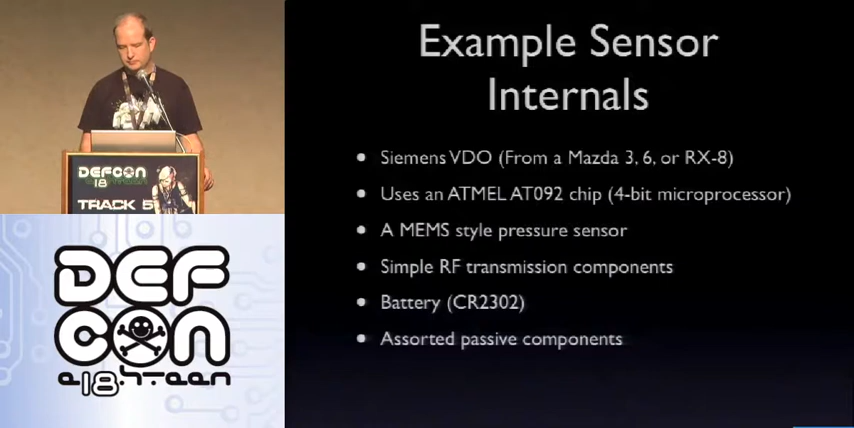 Example Sensor
Internals
• Siemens VDO (From a Mazda 3, 6, or RX-8)
• Uses an ATMEL AT092 chip (4-bit microprocessor)
• A MEMS style pressure sensor
• Simple RF transmission components
• Battery (CR2302)
• Assorted passive components
DEFCON
18
TRACK 5
DEF
CON
e18h+een